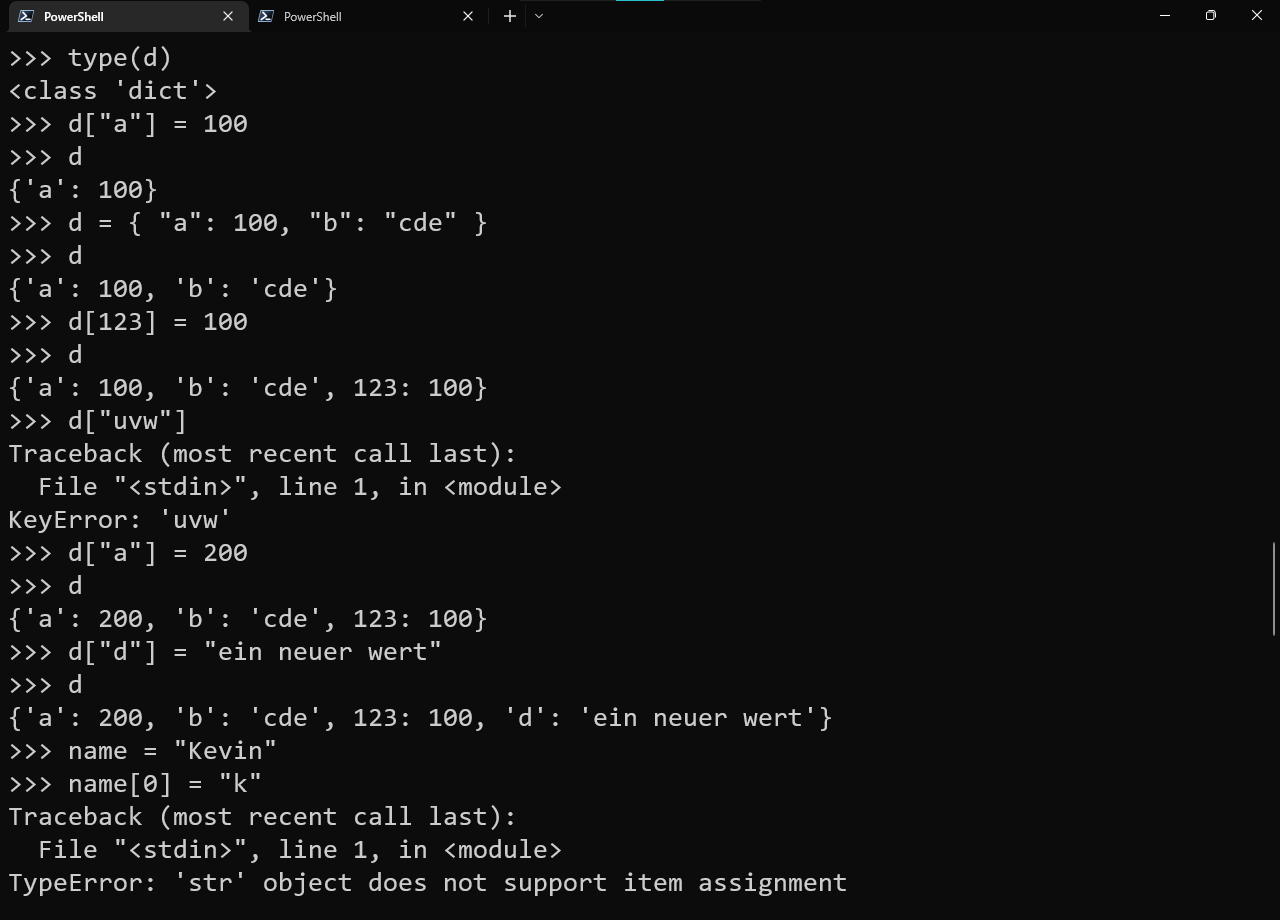 PowerShell
PowerShell
>>> type(d)
<class 'dict'>
>>> d["a"] = 100
>>> d
{'a': 100}
>>> d = { "a": 100, "b": "cde" }
>>> d
{'a': 100, 'b': 'cde'}
>>> d[123] = 100
>>> d
{'a': 100, 'b': 'cde', 123: 100}
>>> d["uvw"]
Traceback (most recent call last):
  File "<stdin>", line 1, in <module>
KeyError: 'uvw'
>>> d["a"] = 200
>>> d
{'a': 200, 'b': 'cde', 123: 100}
>>> d["d"] = "ein neuer wert"
>>> d
{'a': 200, 'b': 'cde', 123: 100, 'd': 'ein neuer wert'}
>>> name = "Kevin"
>>> name[0] = "k"
Traceback (most recent call last):
  File "<stdin>", line 1, in <module>
TypeError: 'str' object does not support item assignment